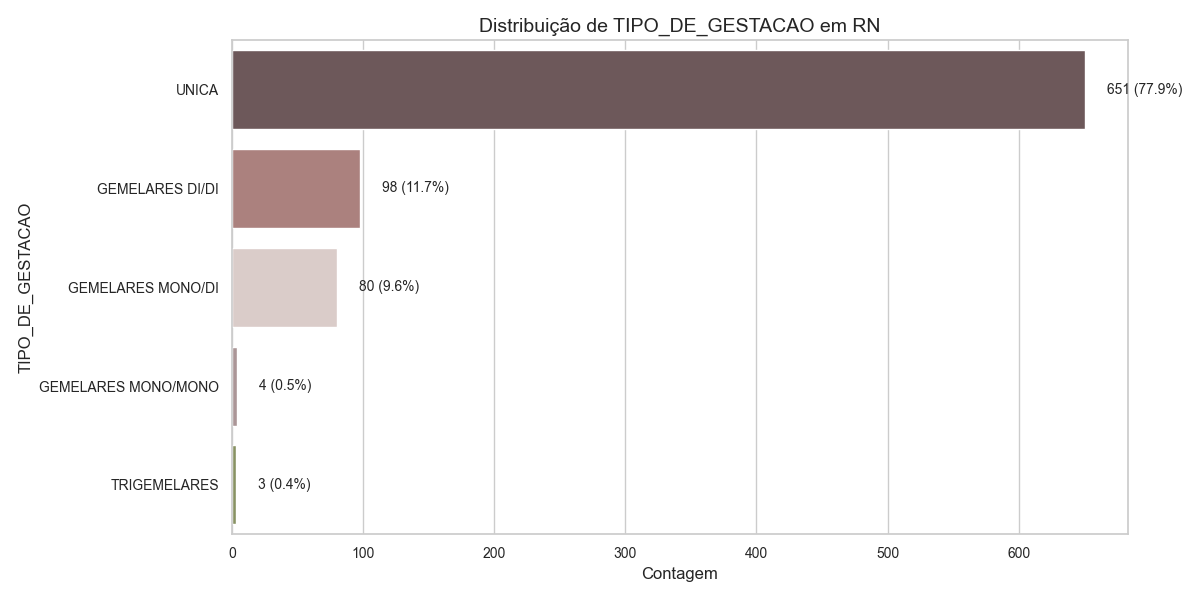 Distribuição de TIPO_DE_GESTACAO em RN
TIPO_DE_GESTACAO
UNICA
651 (77.9%)
GEMELARES DI/DI
98 (11.7%)
GEMELARES MONO/DI
80 (9.6%)
GEMELARES MONO/MONO
4 (0.5%)
TRIGEMELARES
3 (0.4%)
0 100 200 300 400 500 600
Contagem